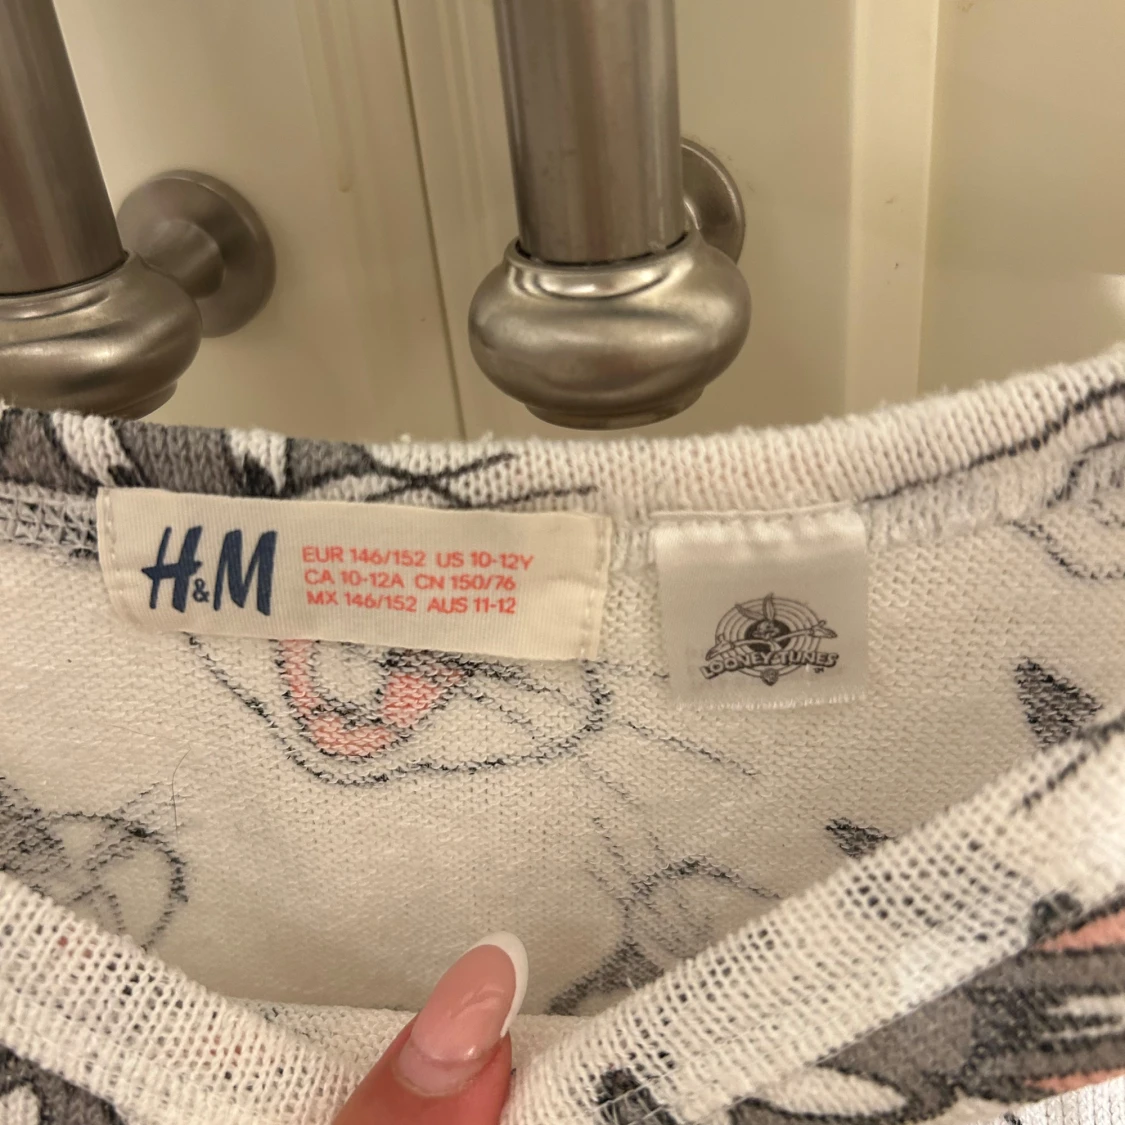 H&M
EUR 146/152 US 10-12Y
CA 10-12A CN 150/76
MX 146/152 AUS 11-12
LOONEY TUNES